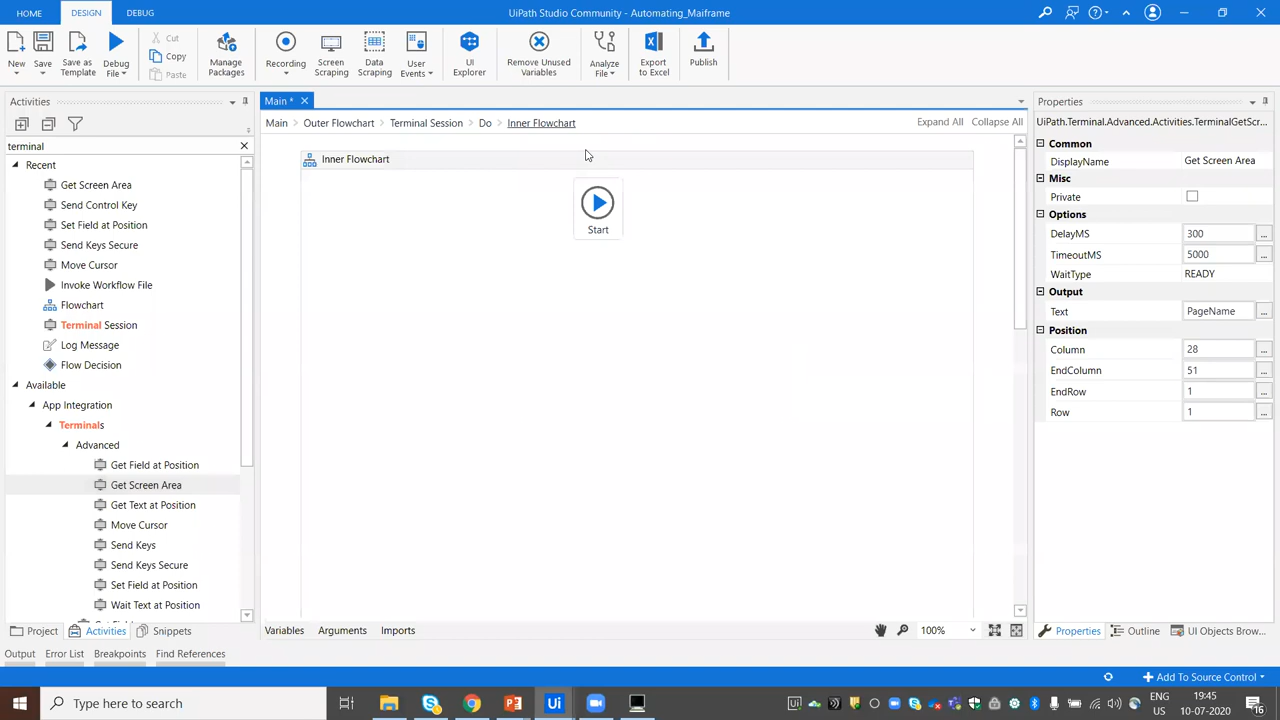 HOME
DESIGN
DEBUG
UiPath Studio Community - Automating_Maiframe
New
Save
Save as Template
Debug File
Cut
Copy
Paste
Manage Packages
Recording
Screen Scraping
Data Scraping
User Events
UI Explorer
Remove Unused Variables
Analyze File
Export to Excel
Publish
Activities
terminal
Recent
Get Screen Area
Send Control Key
Set Field at Position
Send Keys Secure
Move Cursor
Invoke Workflow File
Flowchart
Terminal Session
Log Message
Flow Decision
Available
App Integration
Terminals
Advanced
Get Field at Position
Get Screen Area
Get Text at Position
Move Cursor
Send Keys
Send Keys Secure
Set Field at Position
Wait Text at Position
Project
Activities
Snippets
Main *
Main > Outer Flowchart > Terminal Session > Do > Inner Flowchart
Expand All
Collapse All
Inner Flowchart
Start
Variables
Arguments
Imports
100%
Properties
UiPath.Terminal.Advanced.Activities.TerminalGetScr...
Common
DisplayName Get Screen Area
Misc
Private
Options
DelayMS 300 ...
TimeoutMS 5000 ...
WaitType READY
Output
Text PageName ...
Position
Column 28 ...
EndColumn 51 ...
EndRow 1 ...
Row 1 ...
Properties
Outline
UI Objects Brow...
Output
Error List
Breakpoints
Find References
Add To Source Control
Type here to search
Ui
ENG
US
19:45
10-07-2020
16